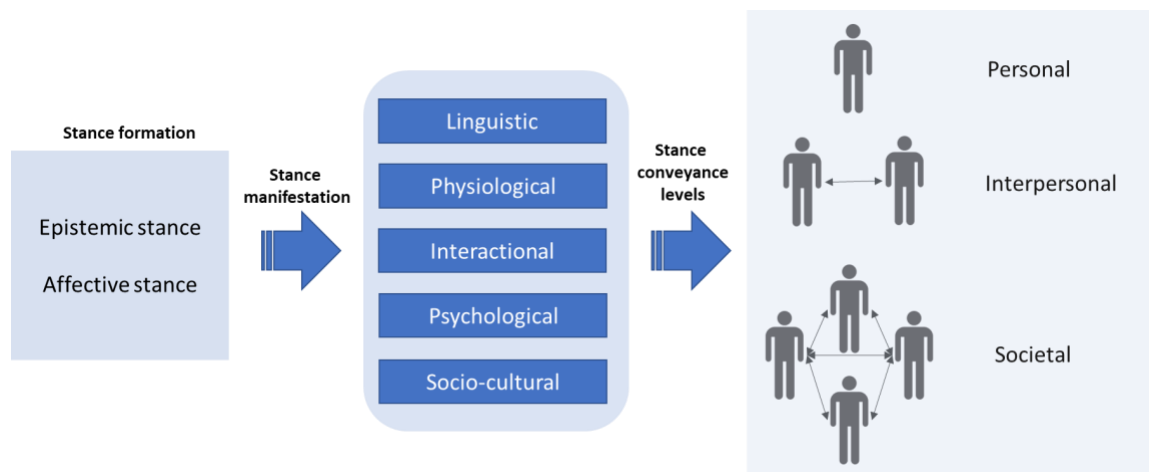 Stance formation
Epistemic stance
Affective stance
Stance
manifestation
Linguistic
Physiological
Interactional
Psychological
Socio-cultural
Stance
conveyance
levels
Personal
Interpersonal
Societal